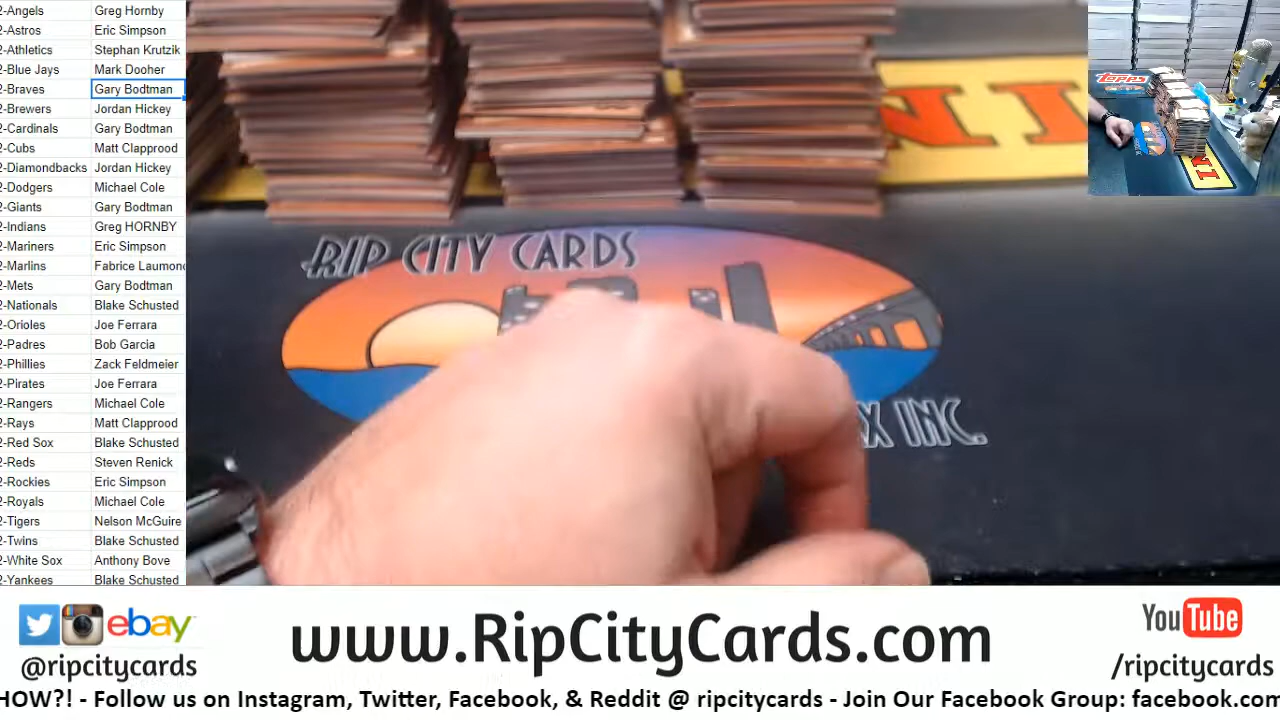 2-Angels Greg Hornby
2-Astros Eric Simpson
2-Athletics Stephan Krutzik
2-Blue Jays Mark Dooher
2-Braves Gary Bodtman
2-Brewers Jordan Hickey
2-Cardinals Gary Bodtman
2-Cubs Matt Clapprood
2-Diamondbacks Jordan Hickey
2-Dodgers Michael Cole
2-Giants Gary Bodtman
2-Indians Greg HORNBY
2-Mariners Eric Simpson
2-Marlins Fabrice Laumond
2-Mets Gary Bodtman
2-Nationals Blake Schusted
2-Orioles Joe Ferrara
2-Padres Bob Garcia
2-Phillies Zack Feldmeier
2-Pirates Joe Ferrara
2-Rangers Michael Cole
2-Rays Matt Clapprood
2-Red Sox Blake Schusted
2-Reds Steven Renick
2-Rockies Eric Simpson
2-Royals Michael Cole
2-Tigers Nelson McGuire
2-Twins Blake Schusted
2-White Sox Anthony Bove
2-Yankees Blake Schusted
NI
RIP CITY CARDS
X INC.
Topps
NI
ebay
@ripcitycards
www.RipCityCards.com
YouTube
/ripcitycards
HOW?! - Follow us on Instagram, Twitter, Facebook, & Reddit @ ripcitycards - Join Our Facebook Group: facebook.com